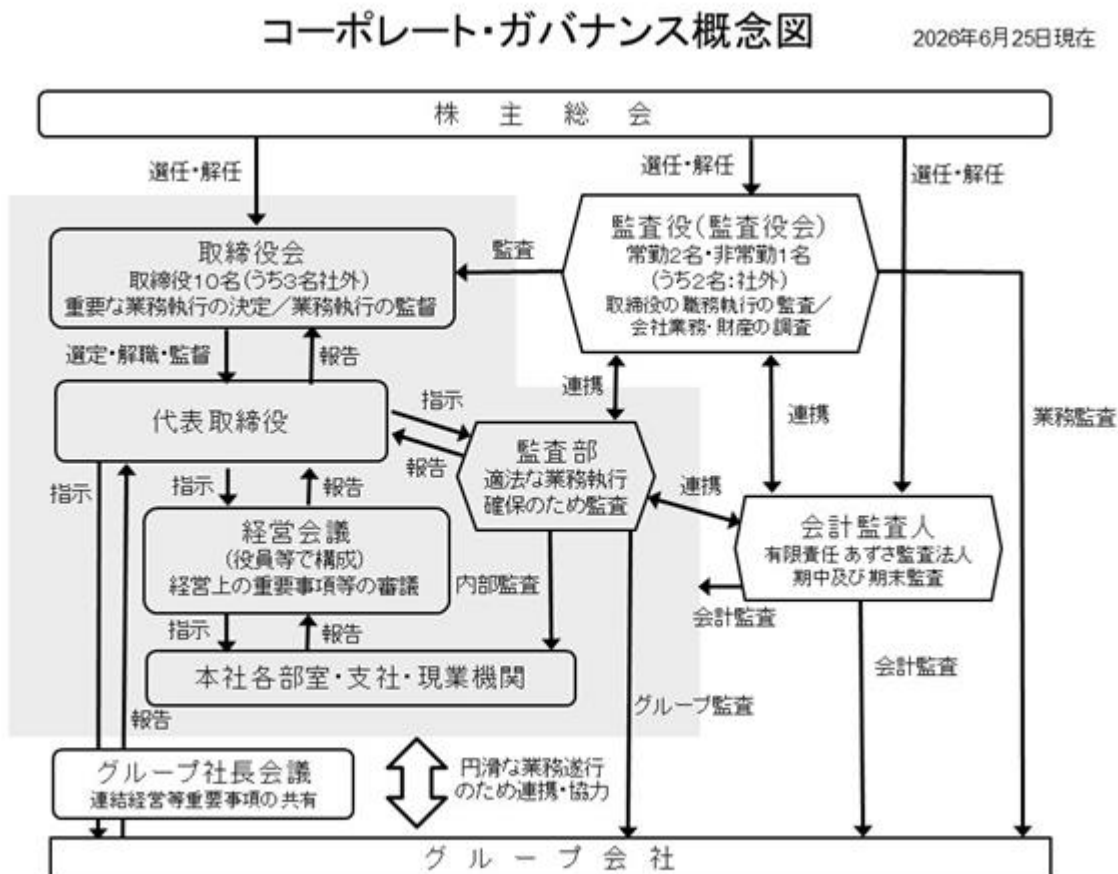 コーポレート・ガバナンス概念図
2026年6月25日現在
株主総会
選任・解任
選任・解任
選任・解任
取締役会
取締役10名(うち3名社外)
重要な業務執行の決定/業務執行の監督
監査
監査役(監査役会)
常勤2名・非常勤1名
(うち2名:社外)
取締役の職務執行の監査/
会社業務・財産の調査
選定・解職・監督
報告
連携
連携
業務監査
代表取締役
指示
報告
監査部
適法な業務執行
確保のため監査
連携
指示
指示
報告
経営会議
(役員等で構成)
経営上の重要事項等の審議
内部監査
会計監査人
有限責任 あずさ監査法人
期中及び期末監査
会計監査
指示
報告
本社各部室・支社・現業機関
会計監査
グループ監査
報告
グループ社長会議
連結経営等重要事項の共有
円滑な業務遂行
のため連携・協力
グループ会社